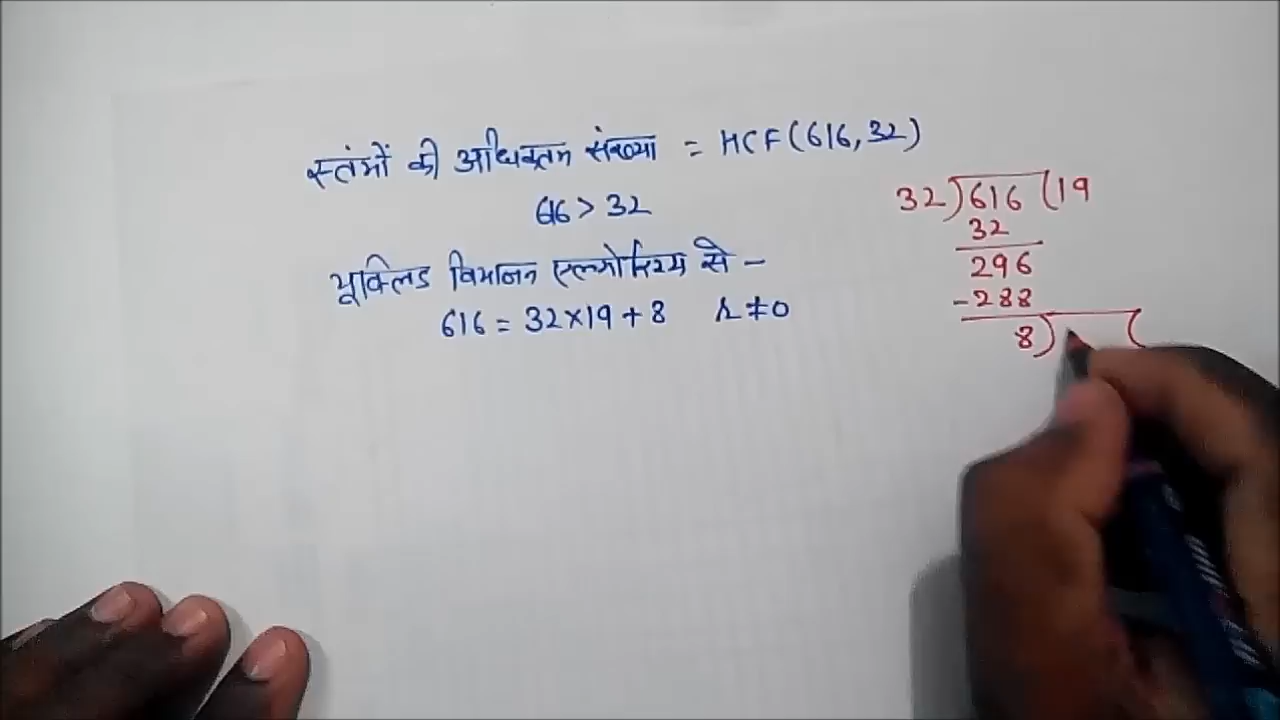 स्तंभों की अधिकतम संख्या = HCF(616,32)
616 > 32
यूक्लिड विभाजन एल्गोरिथ्म से –
616 = 32×19+8 r ≠ 0
32)616(19
32
296
-288
8)